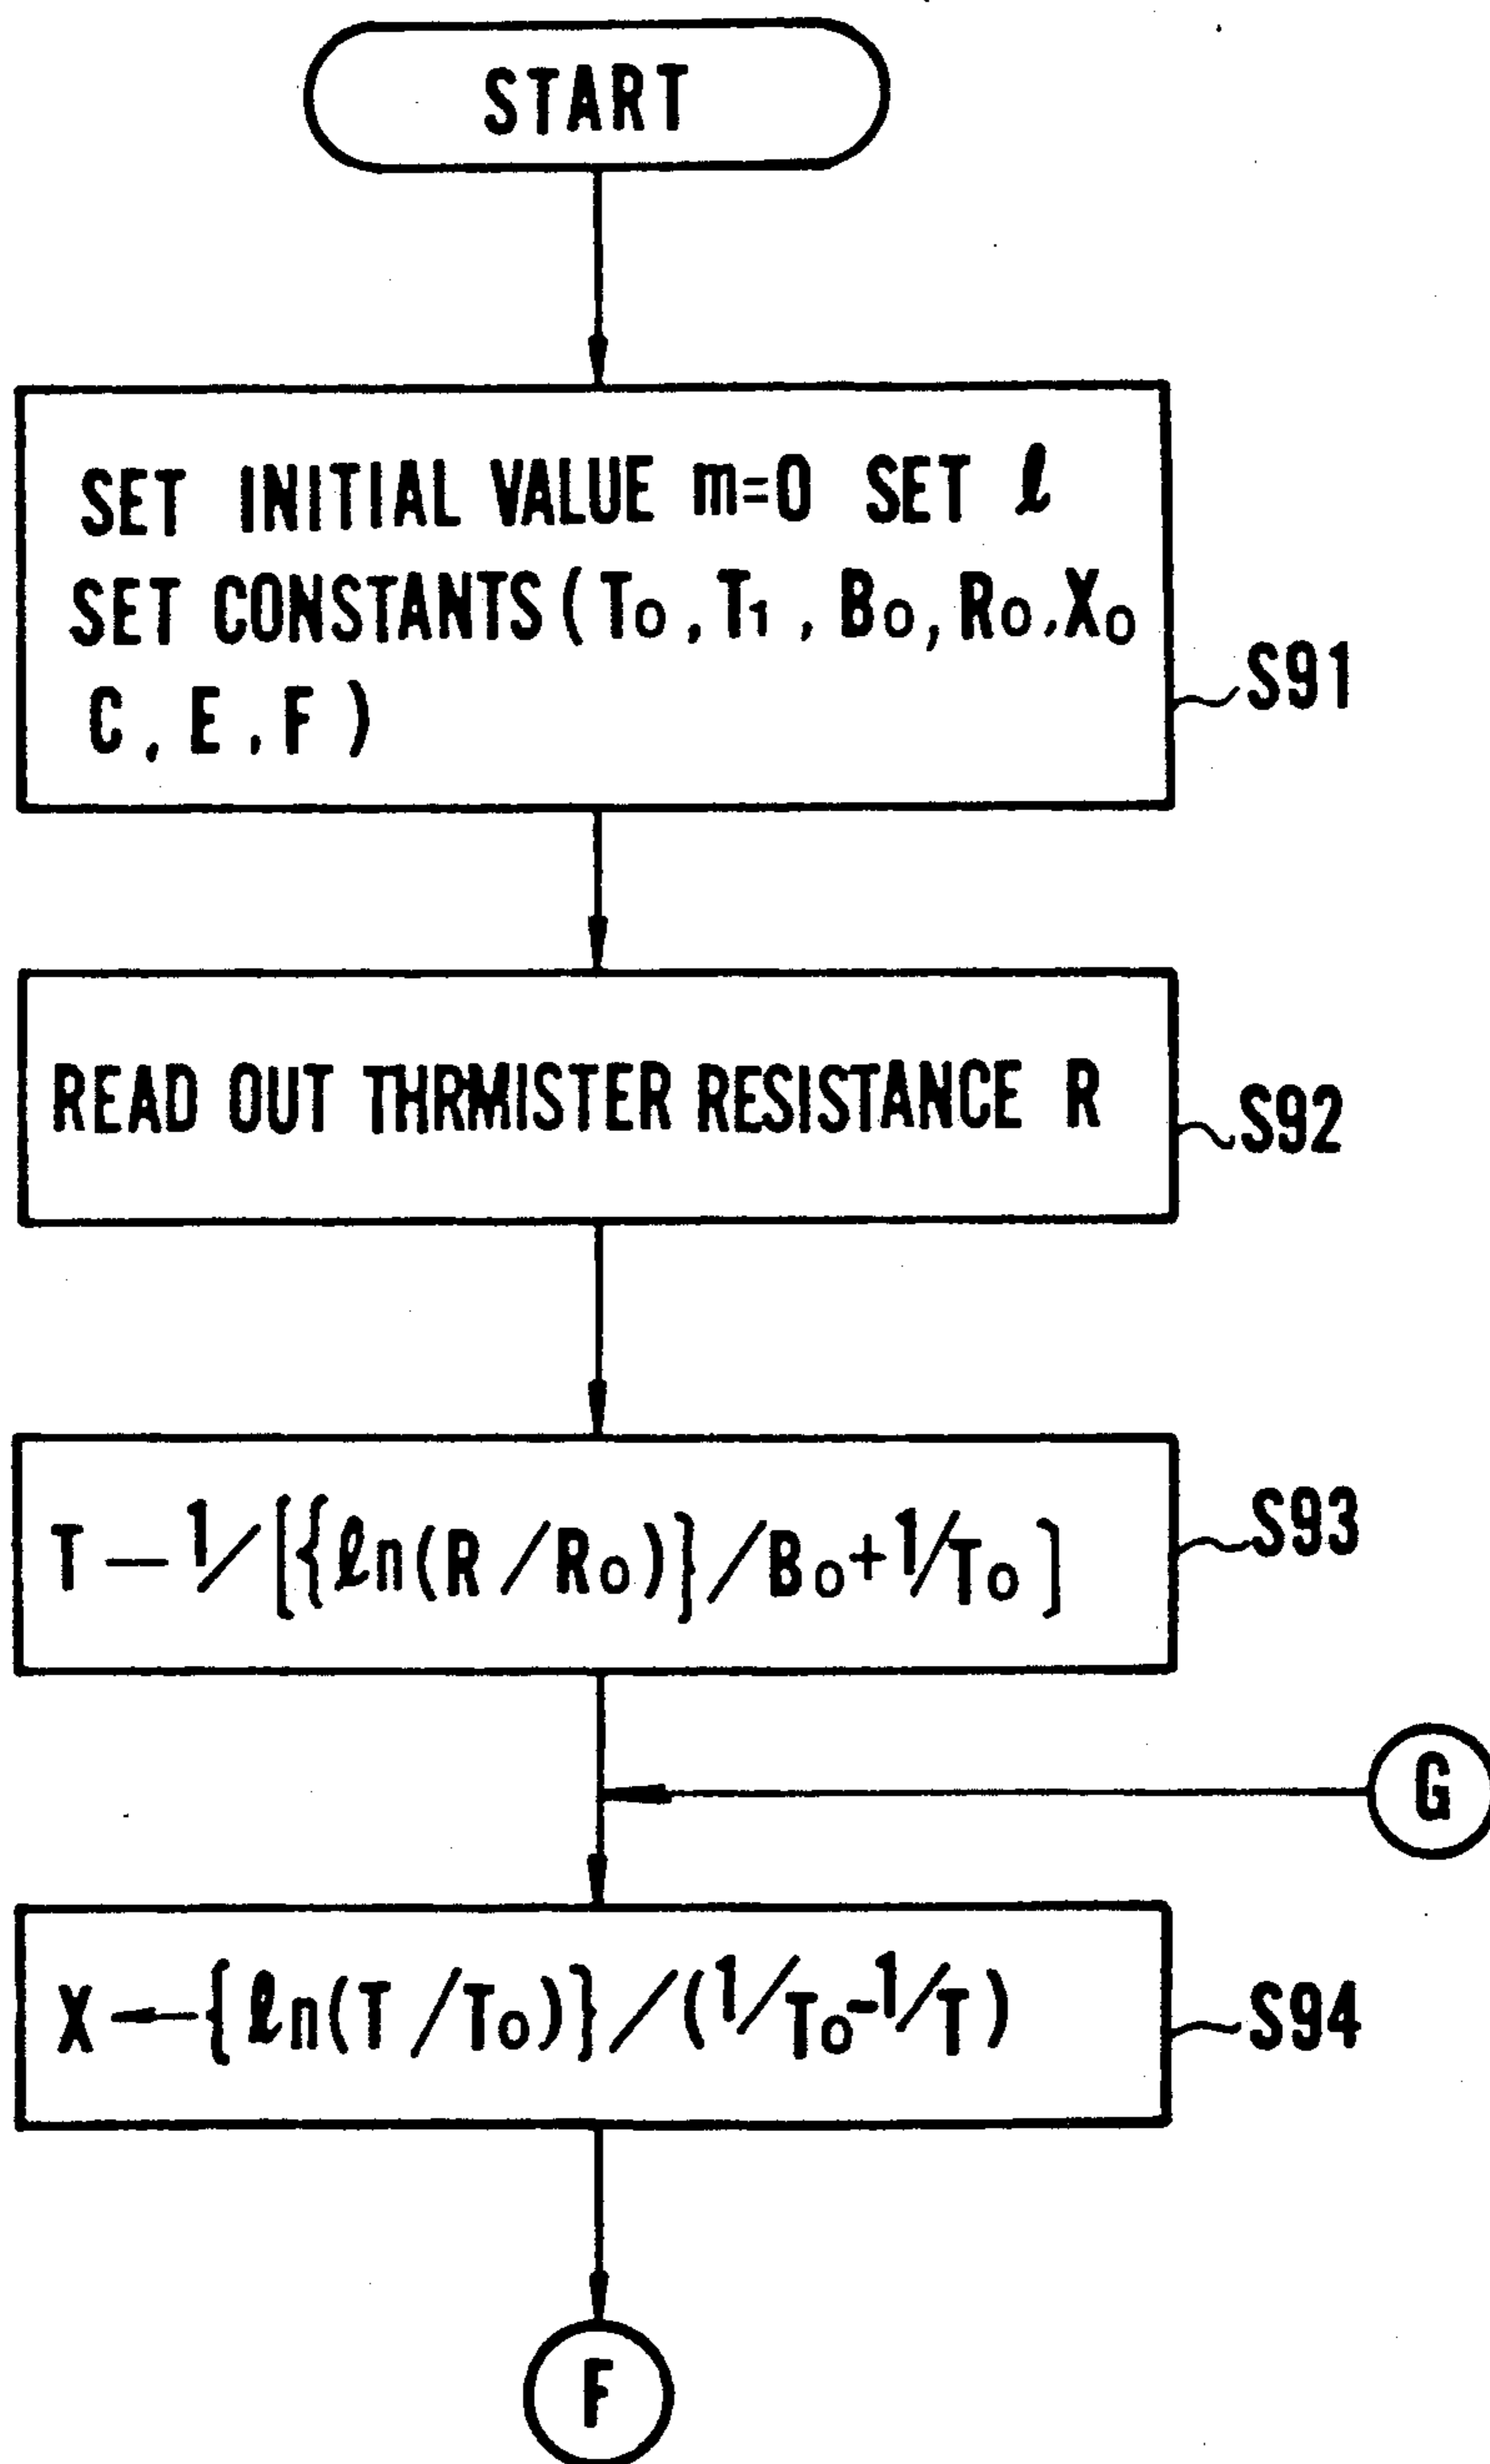 START
SET INITIAL VALUE m=0 SET ℓ
SET CONSTANTS(T₀,T₁,B₀,R₀,X₀
C,E,F)
S91
READ OUT THRMISTER RESISTANCE R
S92
T—1/[{ℓn(R/R₀)}/B₀+1/T₀]
S93
G
X←{ℓn(T/T₀)}/(1/T₀-1/T)
S94
F